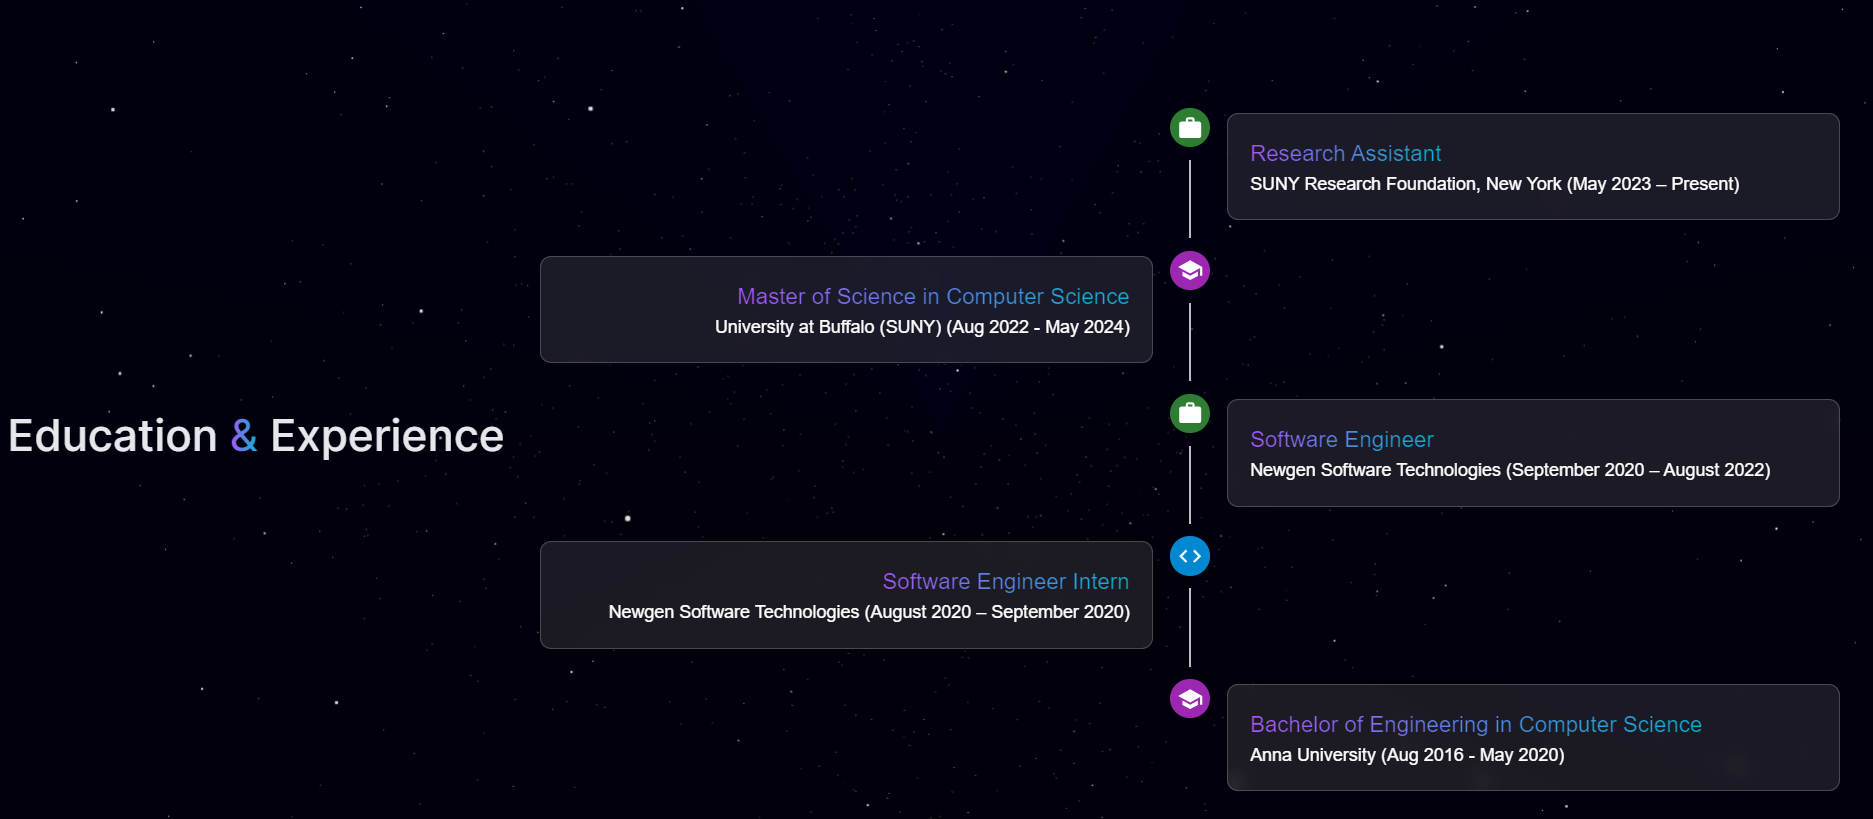 Education & Experience
Research Assistant
SUNY Research Foundation, New York (May 2023 – Present)
Master of Science in Computer Science
University at Buffalo (SUNY) (Aug 2022 - May 2024)
Software Engineer
Newgen Software Technologies (September 2020 – August 2022)
Software Engineer Intern
Newgen Software Technologies (August 2020 – September 2020)
Bachelor of Engineering in Computer Science
Anna University (Aug 2016 - May 2020)